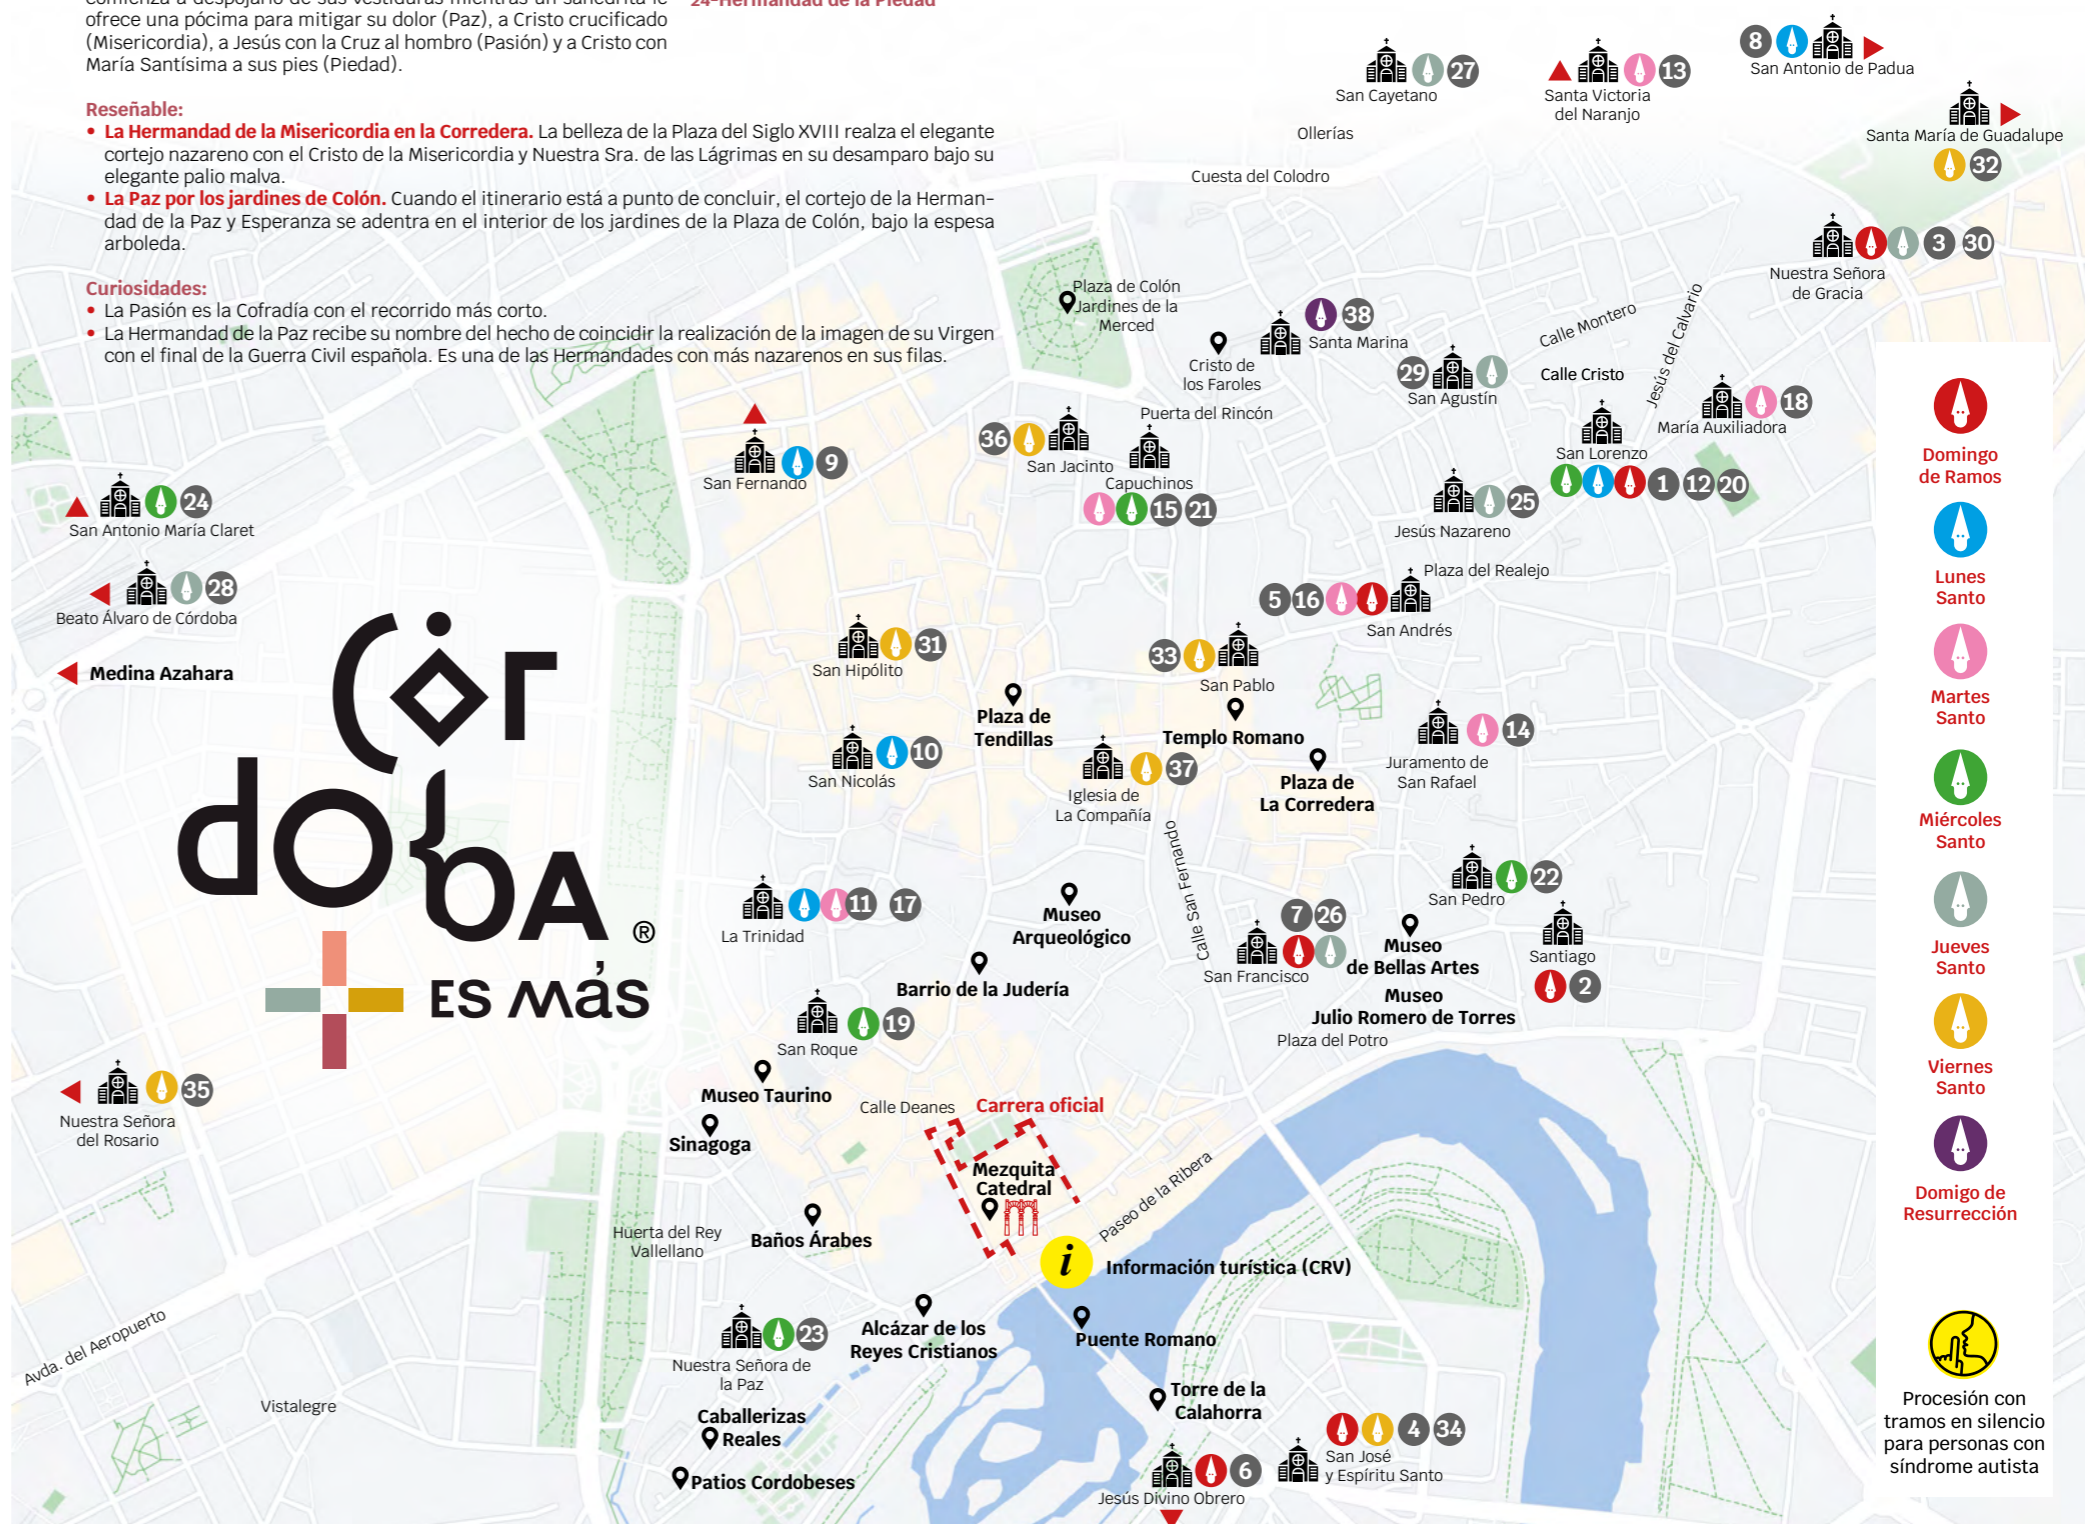 comienza a despojarlo de sus vestiduras mientras un sanedrita le
ofrece una pócima para mitigar su dolor (Paz), a Cristo crucificado
(Misericordia), a Jesús con la Cruz al hombro (Pasión) y a Cristo con
María Santísima a sus pies (Piedad).
24-Hermandad de la Piedad
Reseñable:
• La Hermandad de la Misericordia en la Corredera. La belleza de la Plaza del Siglo XVIII realza el elegante
cortejo nazareno con el Cristo de la Misericordia y Nuestra Sra. de las Lágrimas en su desamparo bajo su
elegante palio malva.
• La Paz por los jardines de Colón. Cuando el itinerario está a punto de concluir, el cortejo de la Herman-
dad de la Paz y Esperanza se adentra en el interior de los jardines de la Plaza de Colón, bajo la espesa
arboleda.
Curiosidades:
• La Pasión es la Cofradía con el recorrido más corto.
• La Hermandad de la Paz recibe su nombre del hecho de coincidir la realización de la imagen de su Virgen
con el final de la Guerra Civil española. Es una de las Hermandades con más nazarenos en sus filas.
27
San Cayetano
13
Santa Victoria
del Naranjo
8
San Antonio de Padua
Santa María de Guadalupe
32
Ollerías
Cuesta del Colodro
3 30
Nuestra Señora
de Gracia
Plaza de Colón
Jardines de la
Merced
38
Santa Marina
Cristo de
los Faroles
29
San Agustín
Calle Montero
Calle Cristo
Jesús del Calvario
18
María Auxiliadora
Puerta del Rincón
36
San Jacinto
Capuchinos
15 21
San Lorenzo
1 12 20
9
San Fernando
24
San Antonio María Claret
25
Jesús Nazareno
28
Beato Álvaro de Córdoba
Plaza del Realejo
5 16
San Andrés
Medina Azahara
31
San Hipólito
33
San Pablo
Plaza de
Tendillas
Templo Romano
14
Juramento de
San Rafael
10
San Nicolás
37
Iglesia de
La Compañía
Plaza de
La Corredera
Calle San Fernando
CÓRDOBA ®
ES Más
11 17
La Trinidad
Museo
Arqueológico
22
San Pedro
7 26
San Francisco
Museo
de Bellas Artes
Santiago
2
Barrio de la Judería
Museo
Julio Romero de Torres
Plaza del Potro
19
San Roque
35
Nuestra Señora
del Rosario
Museo Taurino
Calle Deanes
Carrera oficial
Sinagoga
Mezquita
Catedral
Paseo de la Ribera
Huerta del Rey
Vallellano
Baños Árabes
i
Información turística (CRV)
Avda. del Aeropuerto
23
Nuestra Señora de
la Paz
Alcázar de los
Reyes Cristianos
Puente Romano
Vistalegre
Caballerizas
Reales
Torre de la
Calahorra
Patios Cordobeses
4 34
San José
y Espíritu Santo
6
Jesús Divino Obrero
Domingo
de Ramos
Lunes
Santo
Martes
Santo
Miércoles
Santo
Jueves
Santo
Viernes
Santo
Domigo de
Resurrección
Procesión con
tramos en silencio
para personas con
síndrome autista